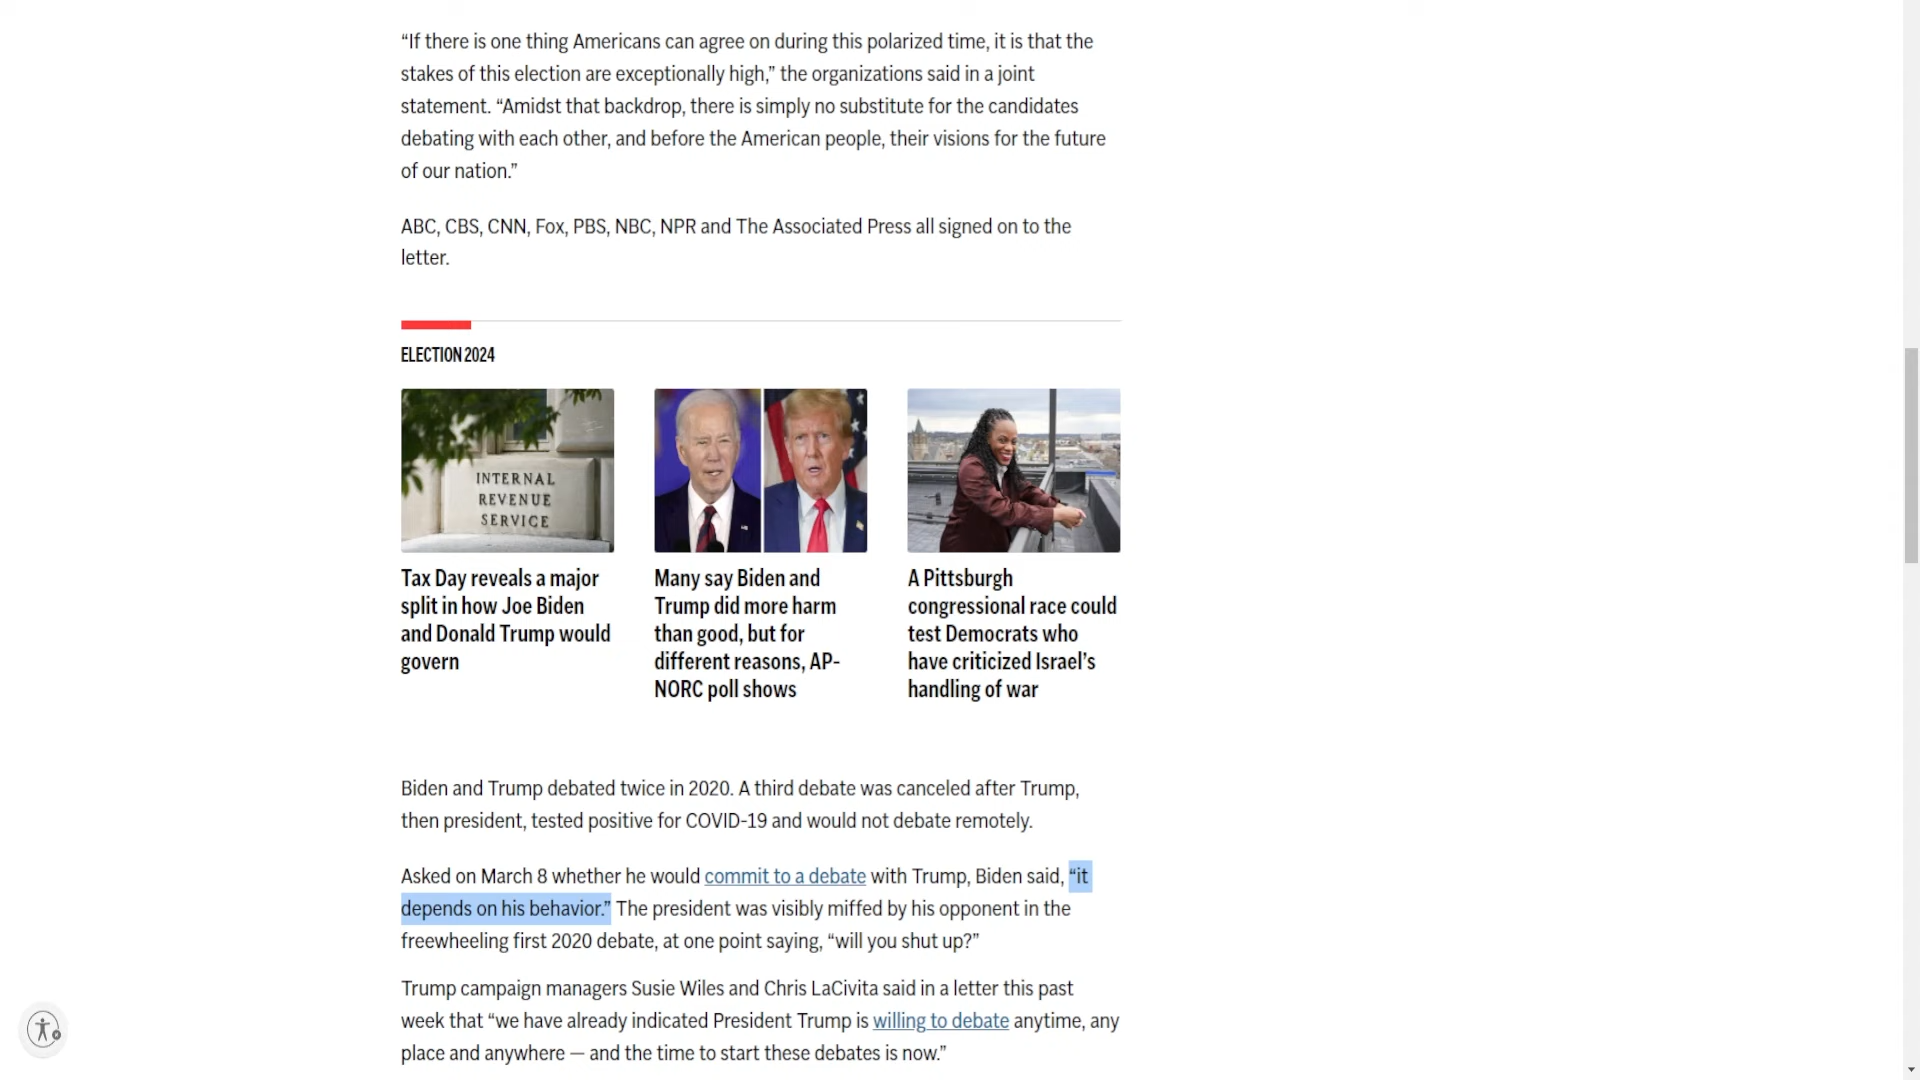 “If there is one thing Americans can agree on during this polarized time, it is that the
stakes of this election are exceptionally high,” the organizations said in a joint
statement. “Amidst that backdrop, there is simply no substitute for the candidates
debating with each other, and before the American people, their visions for the future
of our nation.”
ABC, CBS, CNN, Fox, PBS, NBC, NPR and The Associated Press all signed on to the
letter.
ELECTION 2024
INTERNAL
REVENUE
SERVICE
Tax Day reveals a major
split in how Joe Biden
and Donald Trump would
govern
Many say Biden and
Trump did more harm
than good, but for
different reasons, AP-
NORC poll shows
A Pittsburgh
congressional race could
test Democrats who
have criticized Israel’s
handling of war
Biden and Trump debated twice in 2020. A third debate was canceled after Trump,
then president, tested positive for COVID-19 and would not debate remotely.
Asked on March 8 whether he would commit to a debate with Trump, Biden said, “it
depends on his behavior.” The president was visibly miffed by his opponent in the
freewheeling first 2020 debate, at one point saying, “will you shut up?”
Trump campaign managers Susie Wiles and Chris LaCivita said in a letter this past
week that “we have already indicated President Trump is willing to debate anytime, any
place and anywhere — and the time to start these debates is now.”